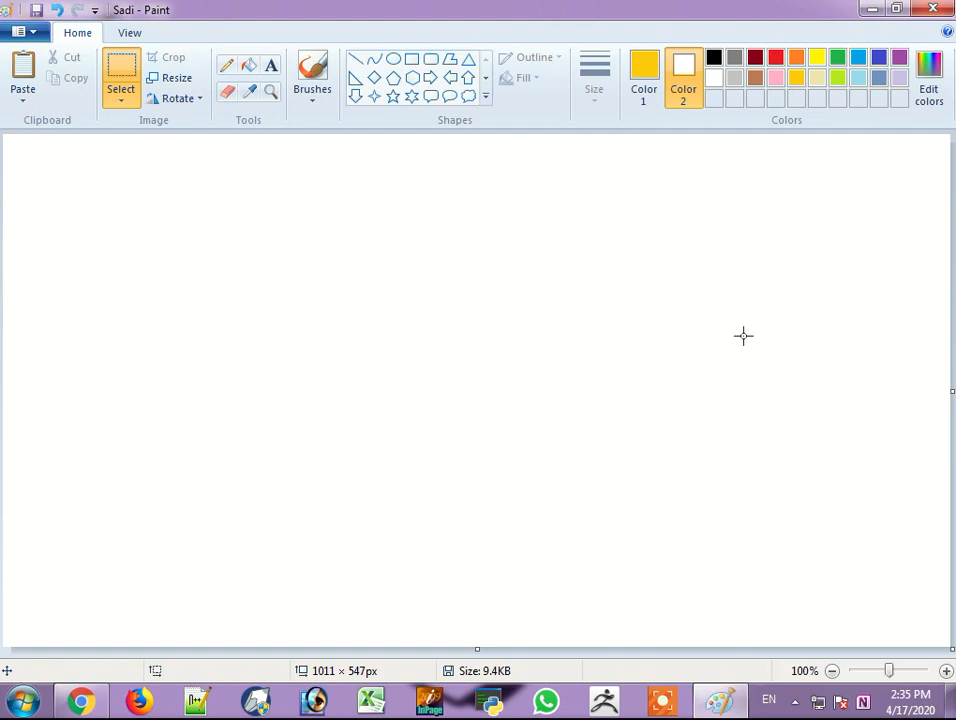 Sadi - Paint
Home
View
Paste
Cut
Copy
Clipboard
Select
Crop
Resize
Rotate
Image
A
Tools
Brushes
Outline
Fill
Shapes
Size
Color 1
Color 2
Edit colors
Colors
1011 × 547px
Size: 9.4KB
100%
InPage
EN
2:35 PM
4/17/2020